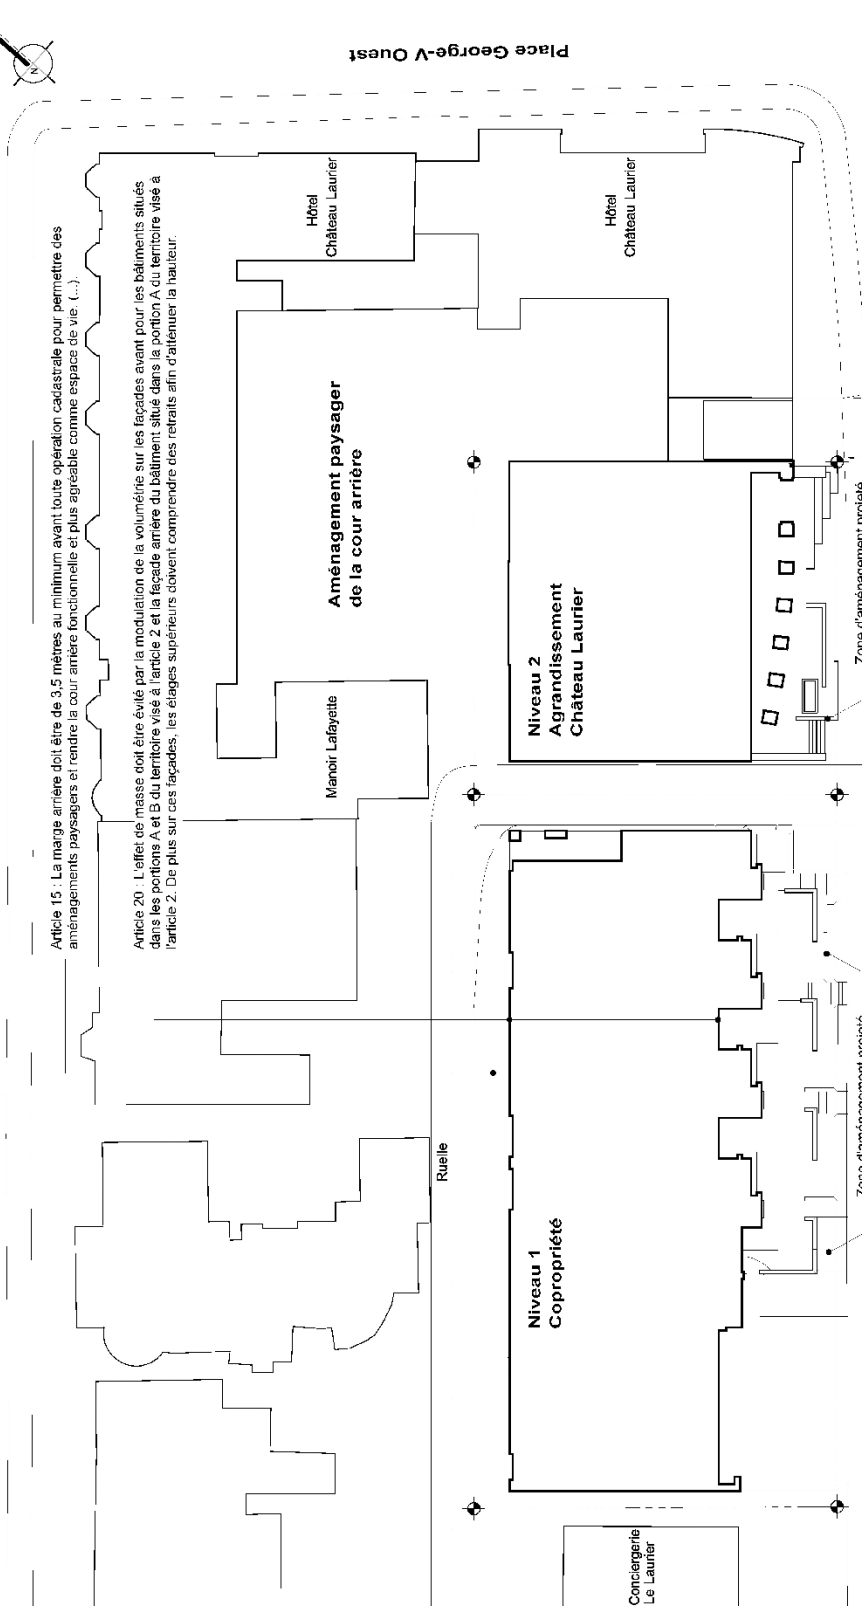 Place George-V Ouest
N
Article 15 : La marge arrière doit être de 3,5 mètres au minimum avant toute opération cadastrale pour permettre des
aménagements paysagers et rendre la cour arrière fonctionnelle et plus agréable comme espace de vie. (...).
Article 20 : L'effet de masse doit être évité par la modulation de la volumétrie sur les façades avant pour les bâtiments situés
dans les portions A et B du territoire visé à l'article 2 et la façade arrière du bâtiment situé dans la portion A du territoire visé à
l'article 2. De plus sur ces façades, les étages supérieurs doivent comprendre des retraits afin d'atténuer la hauteur.
Hôtel
Château Laurier
Hôtel
Château Laurier
Aménagement paysager
de la cour arrière
Manoir Lafayette
Niveau 2
Agrandissement
Château Laurier
Zone d'aménagement projeté
Ruelle
Niveau 1
Copropriété
Zone d'aménagement projeté
Conciergerie
Le Laurier